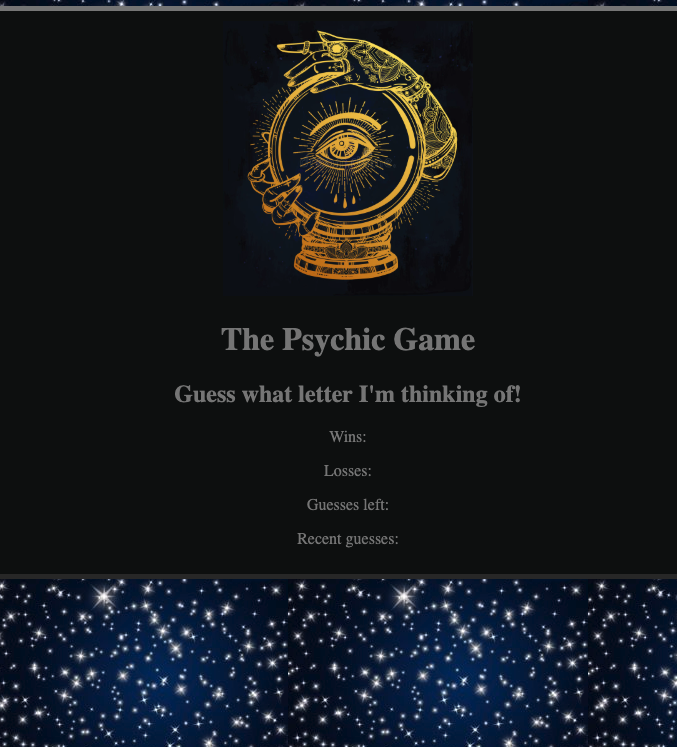 The Psychic Game
Guess what letter I'm thinking of!
Wins:
Losses:
Guesses left:
Recent guesses: